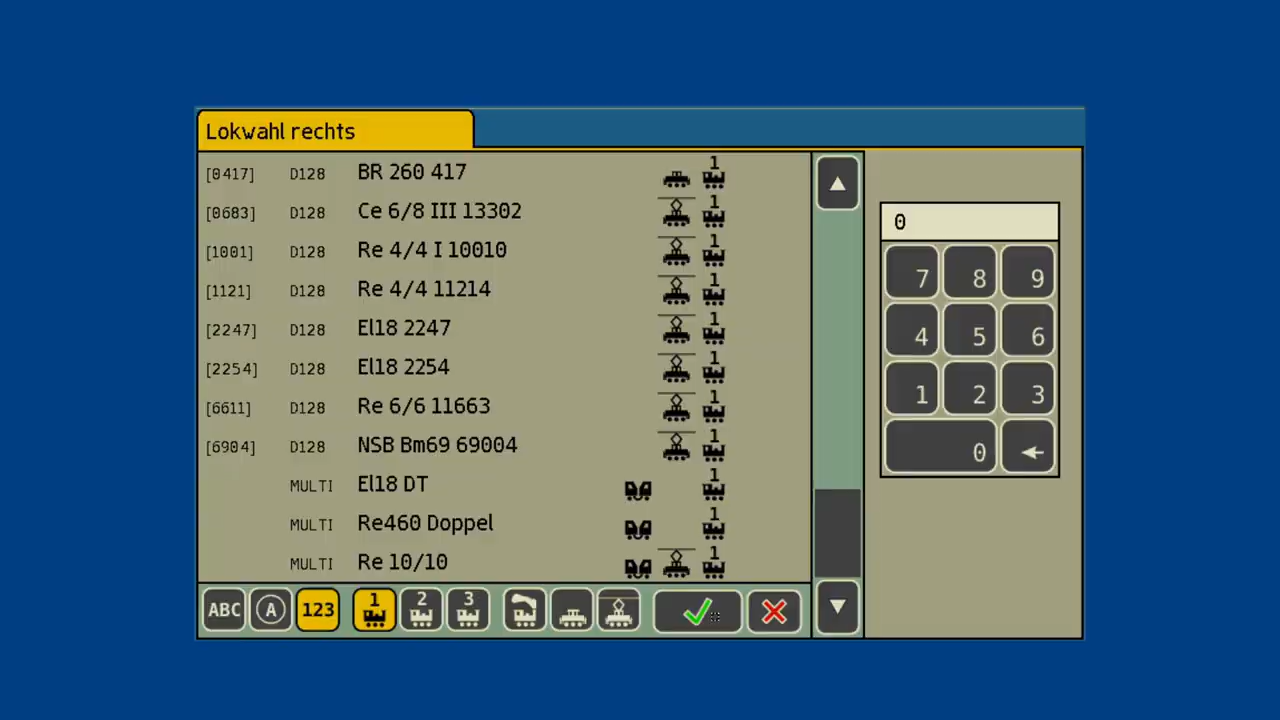 Lokwahl rechts
[0417] D128 BR 260 417 1
[0683] D128 Ce 6/8 III 13302 1
[1001] D128 Re 4/4 I 10010 1
[1121] D128 Re 4/4 11214 1
[2247] D128 El18 2247 1
[2254] D128 El18 2254 1
[6611] D128 Re 6/6 11663 1
[6904] D128 NSB Bm69 69004 1
MULTI El18 DT 1
MULTI Re460 Doppel 1
MULTI Re 10/10 1
ABC A 123 1 2 3
0
7 8 9
4 5 6
1 2 3
0